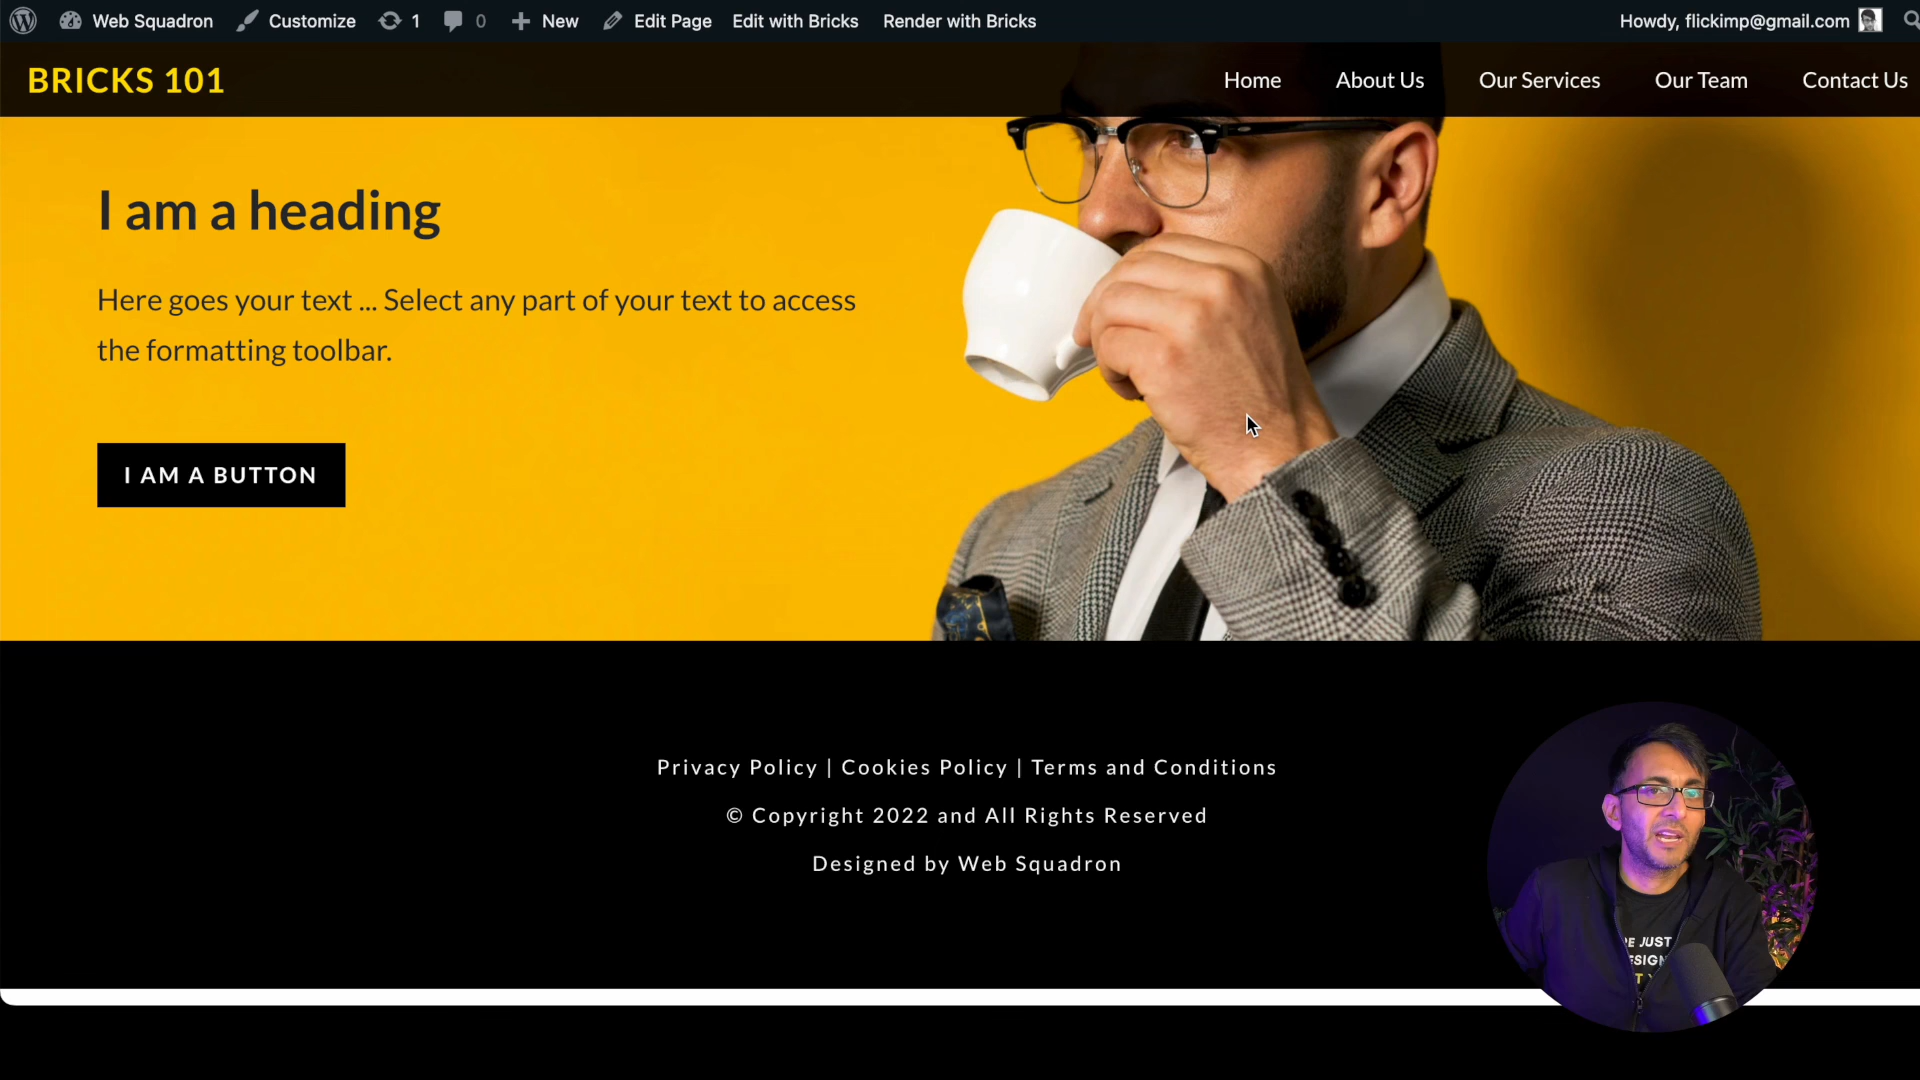 Web Squadron Customize 1 0 New Edit Page Edit with Bricks Render with Bricks Howdy, flickimp@gmail.com
BRICKS 101 Home About Us Our Services Our Team Contact Us
I am a heading
Here goes your text ... Select any part of your text to access
the formatting toolbar.
I AM A BUTTON
Privacy Policy | Cookies Policy | Terms and Conditions
© Copyright 2022 and All Rights Reserved
Designed by Web Squadron
JUST